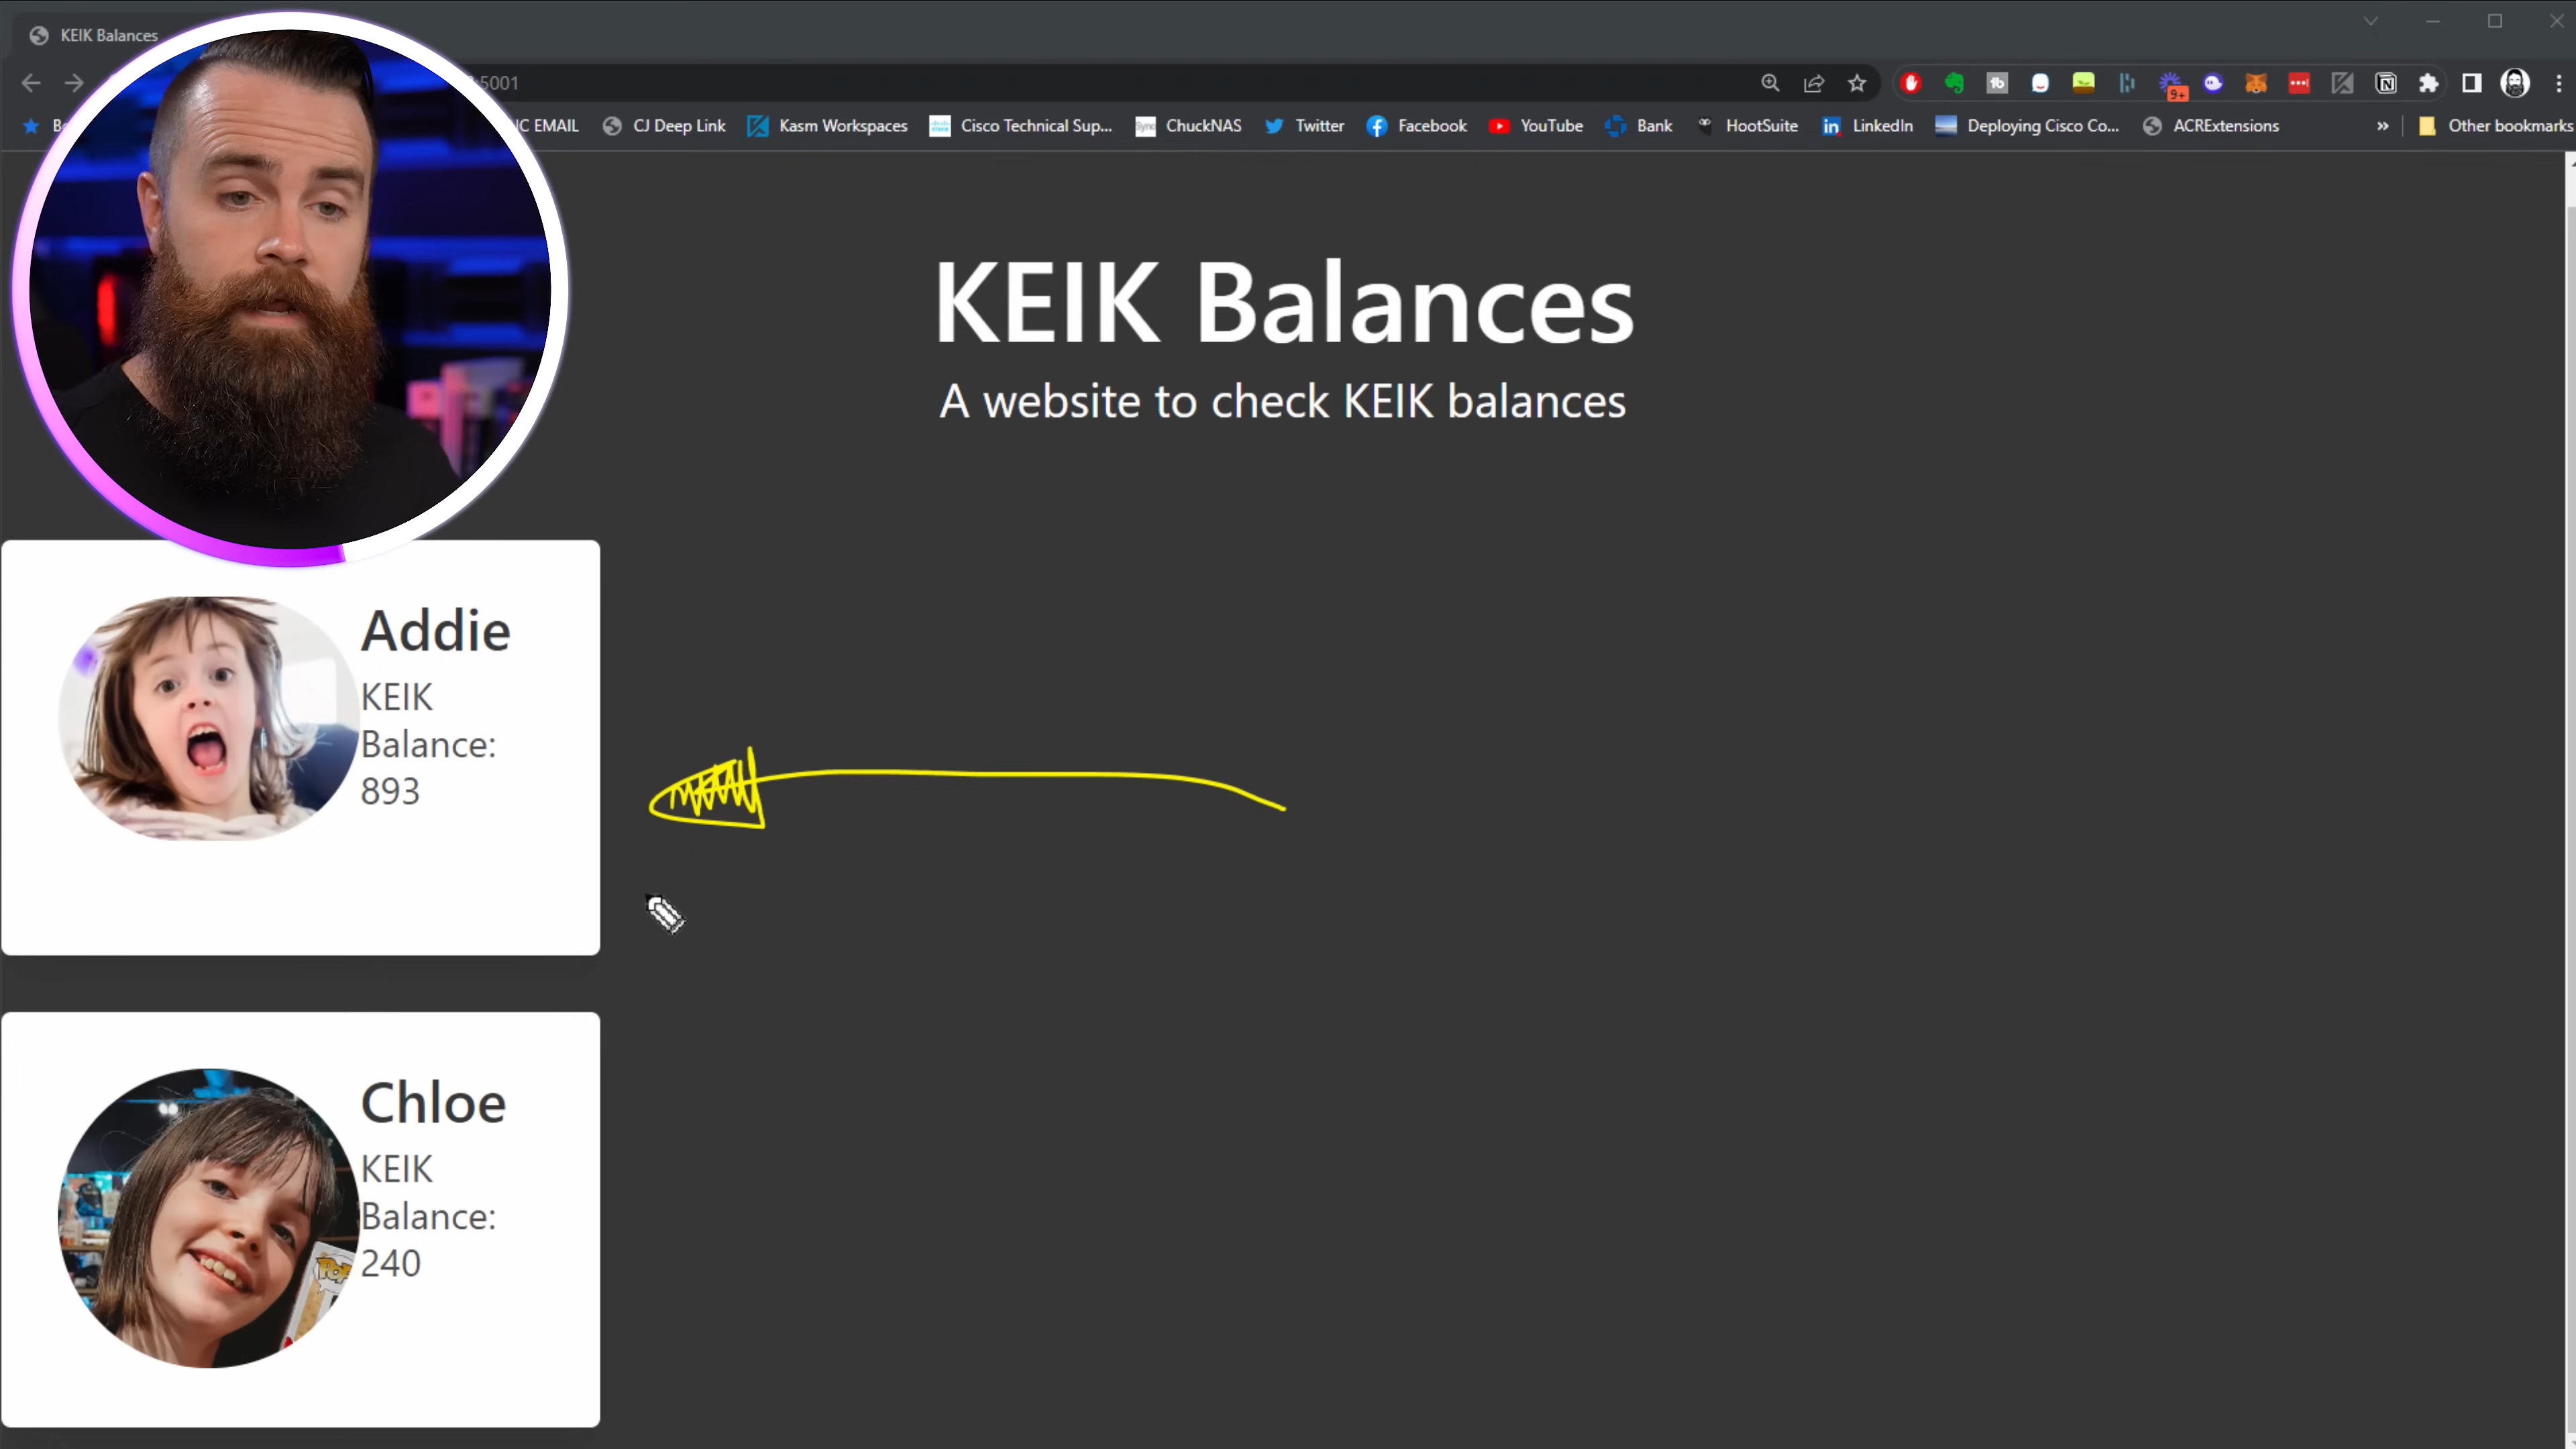 KEIK Balances
:5001
EMAIL
CJ Deep Link
Kasm Workspaces
Cisco Technical Sup...
ChuckNAS
Twitter
Facebook
YouTube
Bank
HootSuite
LinkedIn
Deploying Cisco Co...
ACRExtensions
»
Other bookmarks
9+
KEIK Balances
A website to check KEIK balances
Addie
KEIK
Balance:
893
Chloe
KEIK
Balance:
240
POP